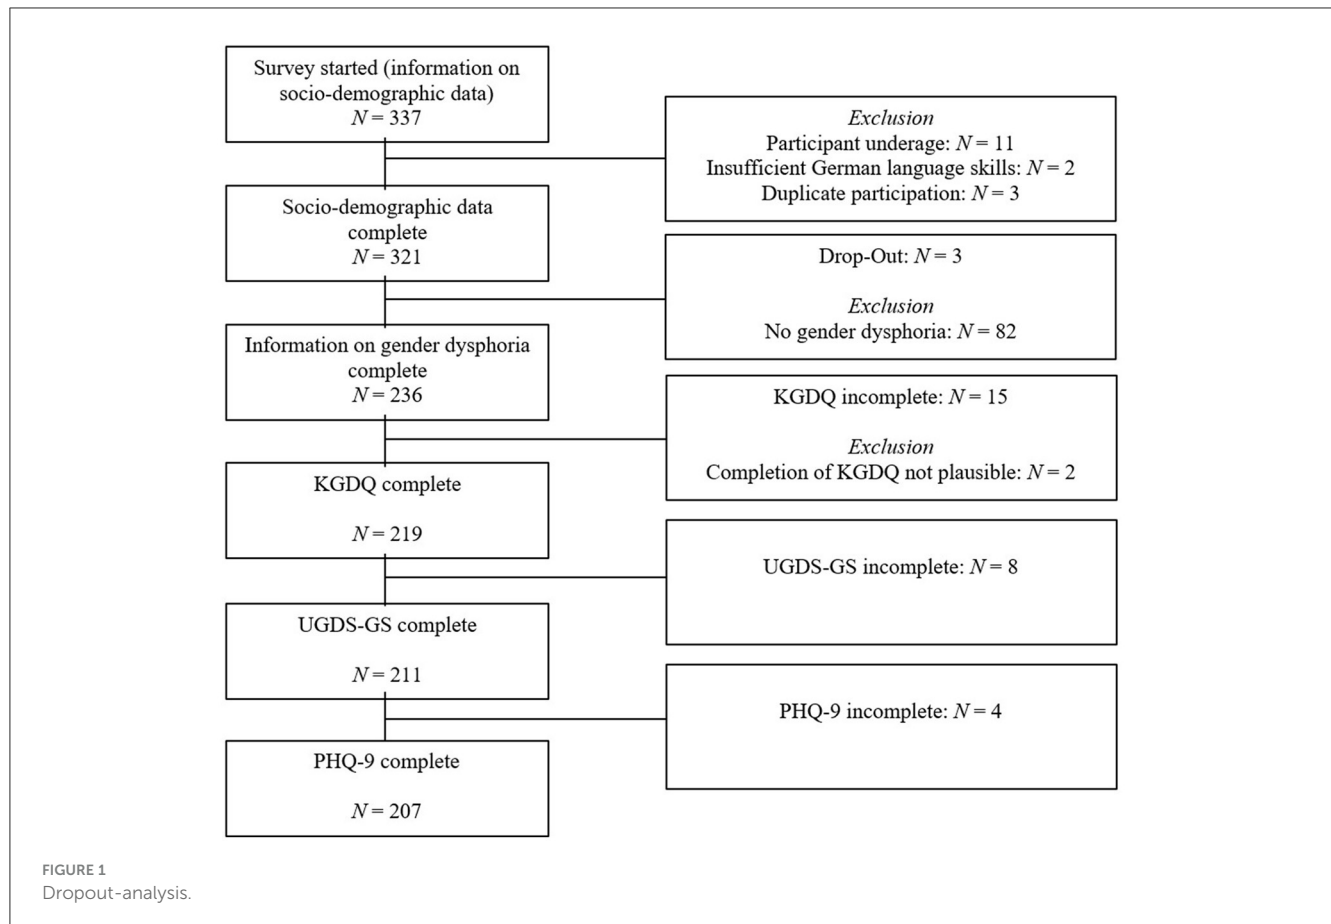 Survey started (information on
socio-demographic data)
N = 337
Exclusion
Participant underage: N = 11
Insufficient German language skills: N = 2
Duplicate participation: N = 3
Socio-demographic data
complete
N = 321
Drop-Out: N = 3
Exclusion
No gender dysphoria: N = 82
Information on gender dysphoria
complete
N = 236
KGDQ incomplete: N = 15
Exclusion
Completion of KGDQ not plausible: N = 2
KGDQ complete
N = 219
UGDS-GS incomplete: N = 8
UGDS-GS complete
N = 211
PHQ-9 incomplete: N = 4
PHQ-9 complete
N = 207
FIGURE 1
Dropout-analysis.